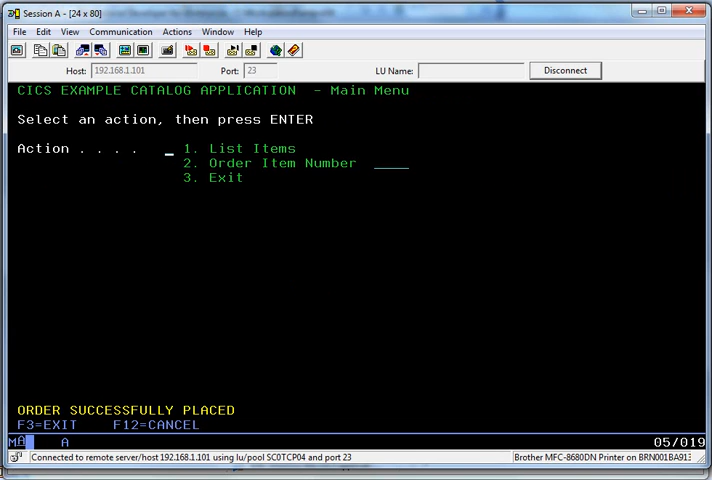 Session A - [24 x 80]
File Edit View Communication Actions Window Help
Host: 192.168.1.101 Port: 23 LU Name: Disconnect
CICS EXAMPLE CATALOG APPLICATION - Main Menu
Select an action, then press ENTER
Action . . . . _ 1. List Items
2. Order Item Number ____
3. Exit
ORDER SUCCESSFULLY PLACED
F3=EXIT F12=CANCEL
MA A 05/019
Connected to remote server/host 192.168.1.101 using lu/pool SC0TCP04 and port 23 Brother MFC-8680DN Printer on BRN001BA913